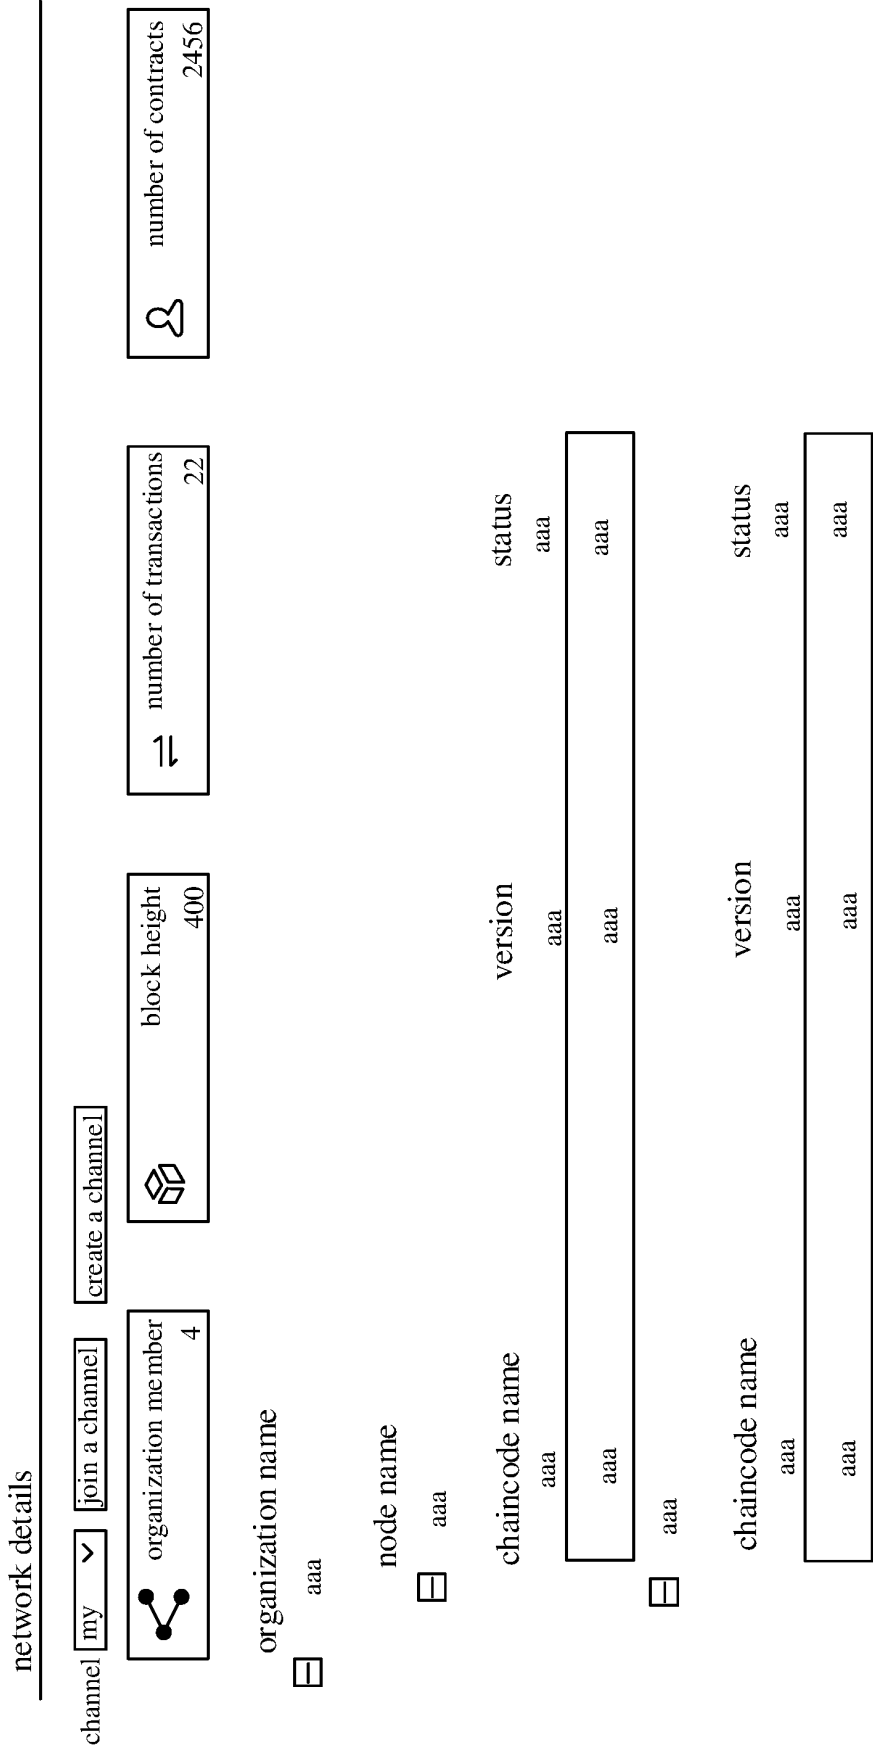 network details
channel my join a channel create a channel
organization member block height number of transactions number of contracts
4 400 22 2456
organization name
aaa
node name
aaa
chaincode name version status
aaa aaa aaa
aaa aaa aaa
aaa
chaincode name version status
aaa aaa aaa
aaa aaa aaa